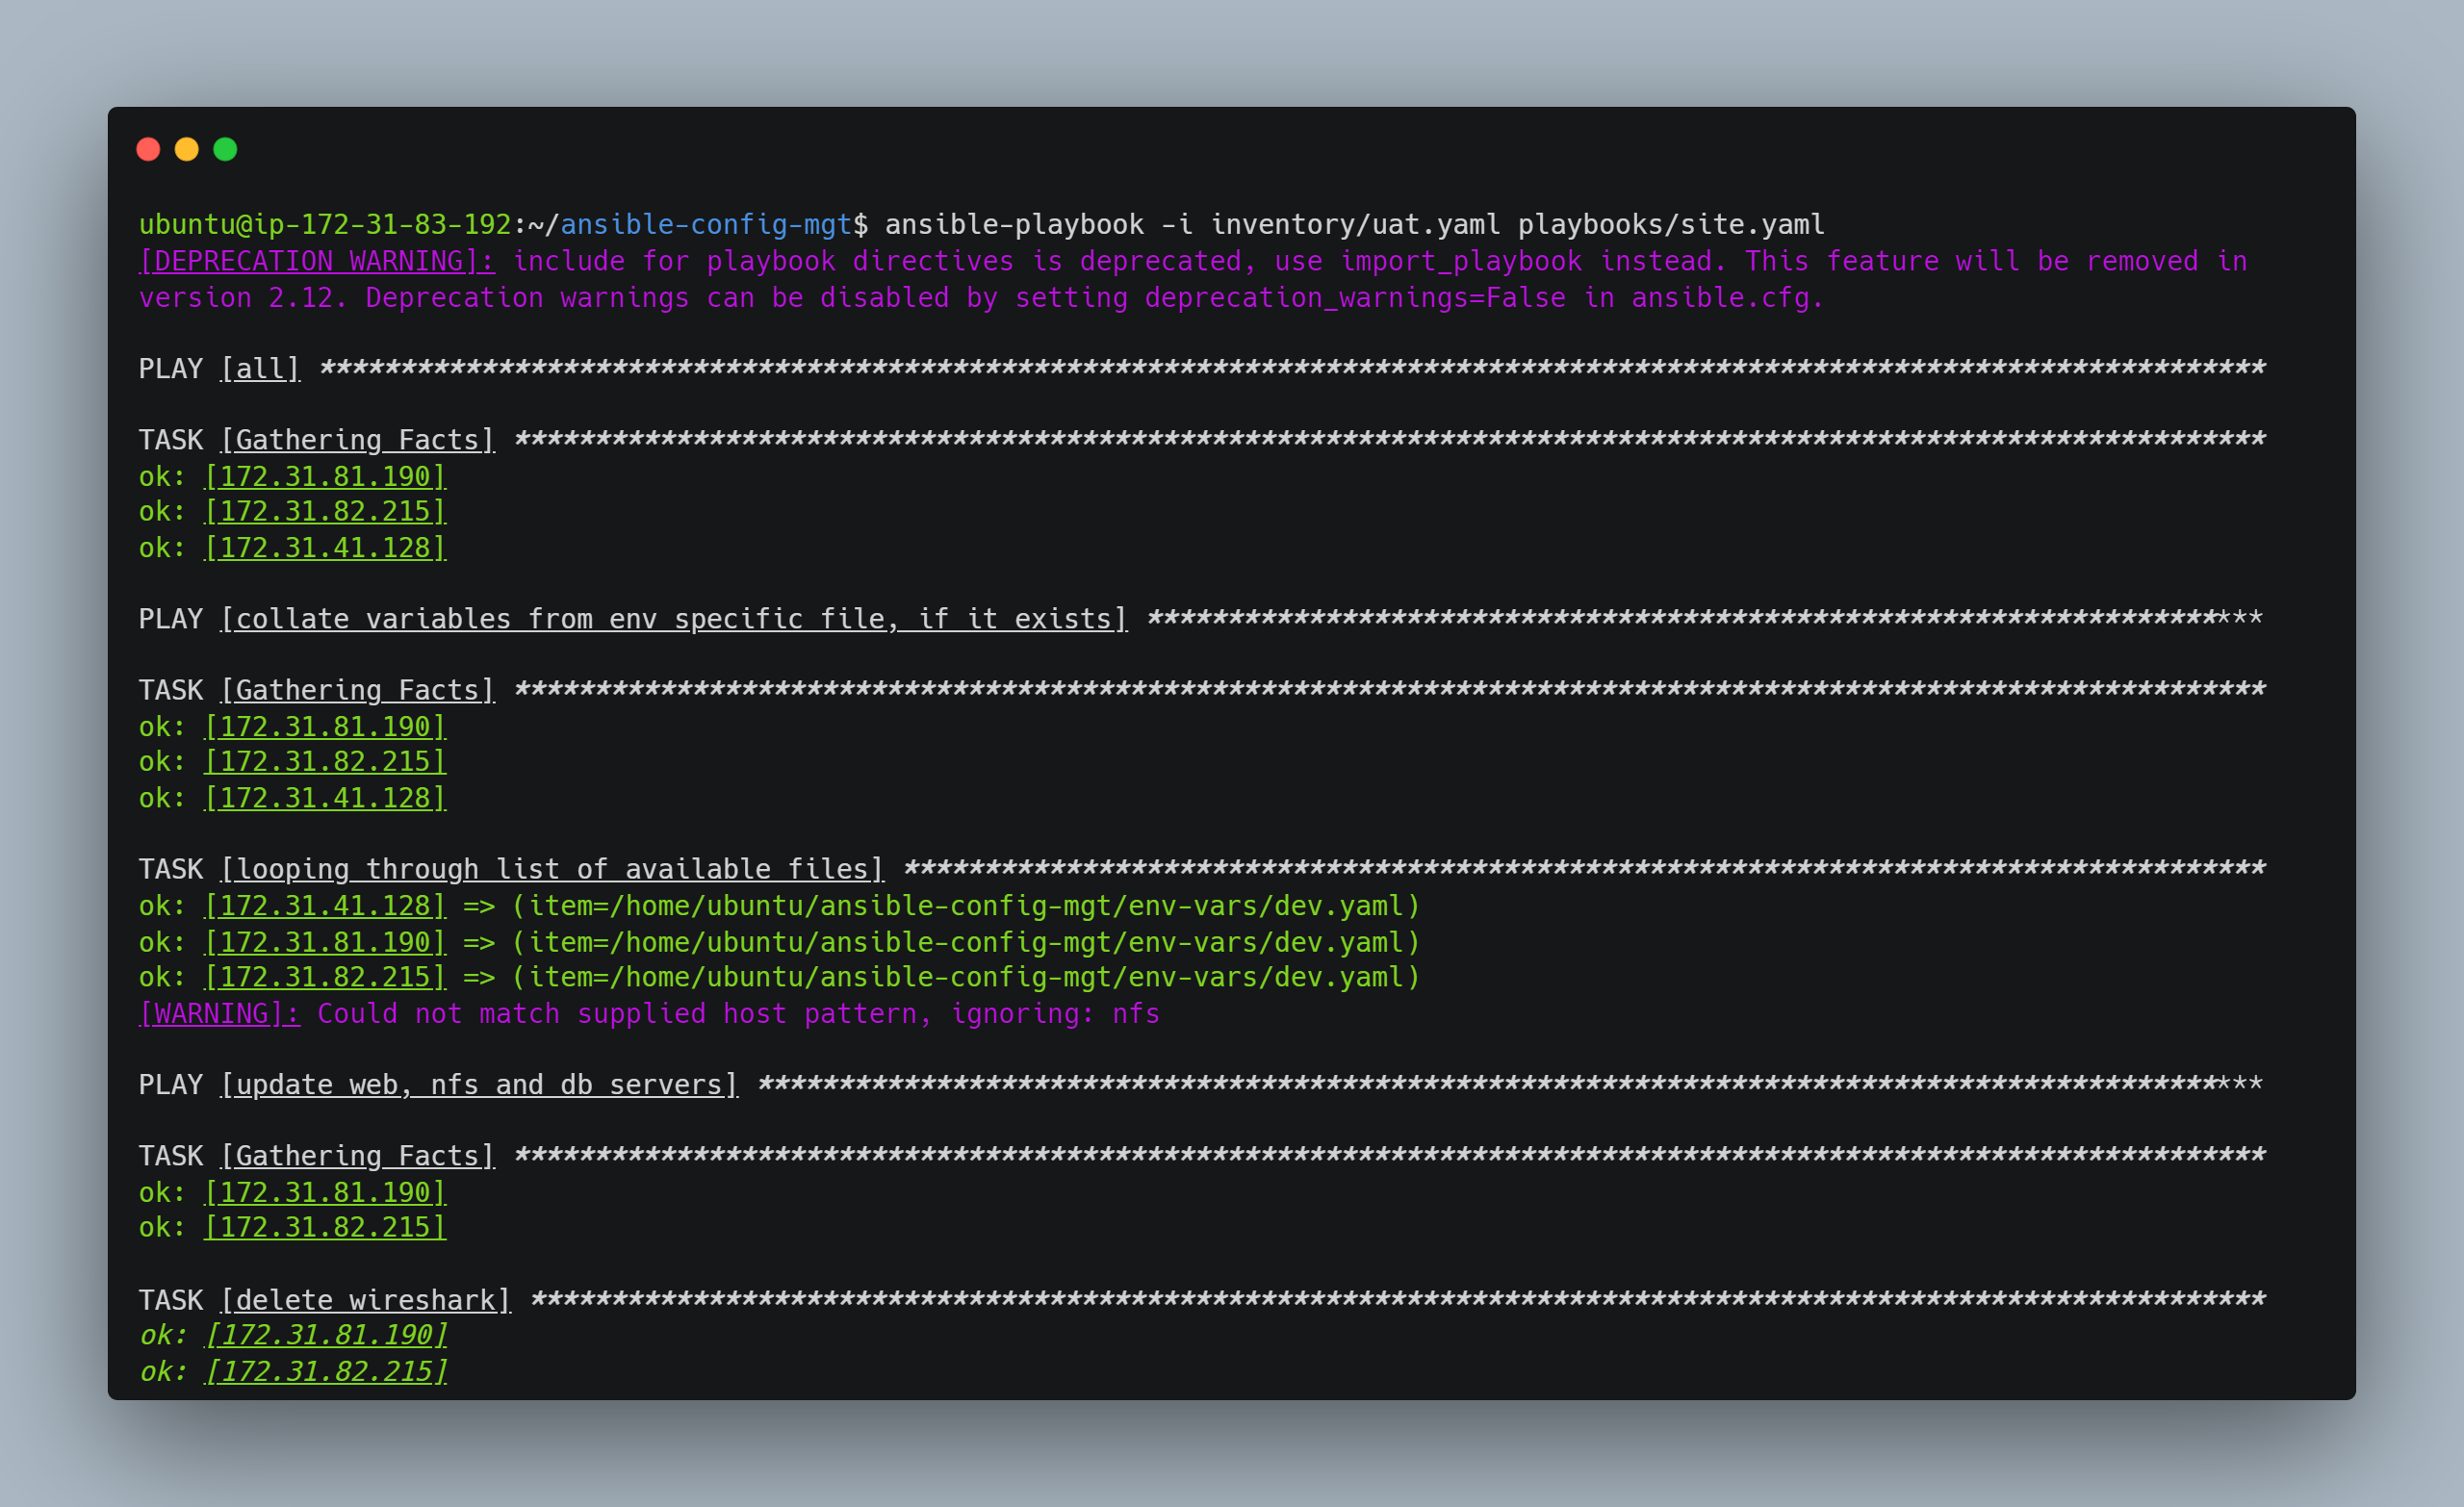 ubuntu@ip-172-31-83-192:~/ansible-config-mgt$ ansible-playbook -i inventory/uat.yaml playbooks/site.yaml
[DEPRECATION WARNING]: include for playbook directives is deprecated, use import_playbook instead. This feature will be removed in
version 2.12. Deprecation warnings can be disabled by setting deprecation_warnings=False in ansible.cfg.
PLAY [all] ************************************************************************************************************************
TASK [Gathering Facts] ************************************************************************************************************
ok: [172.31.81.190]
ok: [172.31.82.215]
ok: [172.31.41.128]
PLAY [collate variables from env specific file, if it exists] *********************************************************************
TASK [Gathering Facts] ************************************************************************************************************
ok: [172.31.81.190]
ok: [172.31.82.215]
ok: [172.31.41.128]
TASK [looping through list of available files] ************************************************************************************
ok: [172.31.41.128] => (item=/home/ubuntu/ansible-config-mgt/env-vars/dev.yaml)
ok: [172.31.81.190] => (item=/home/ubuntu/ansible-config-mgt/env-vars/dev.yaml)
ok: [172.31.82.215] => (item=/home/ubuntu/ansible-config-mgt/env-vars/dev.yaml)
[WARNING]: Could not match supplied host pattern, ignoring: nfs
PLAY [update web, nfs and db servers] *********************************************************************************************
TASK [Gathering Facts] ************************************************************************************************************
ok: [172.31.81.190]
ok: [172.31.82.215]
TASK [delete wireshark] ***********************************************************************************************************
ok: [172.31.81.190]
ok: [172.31.82.215]